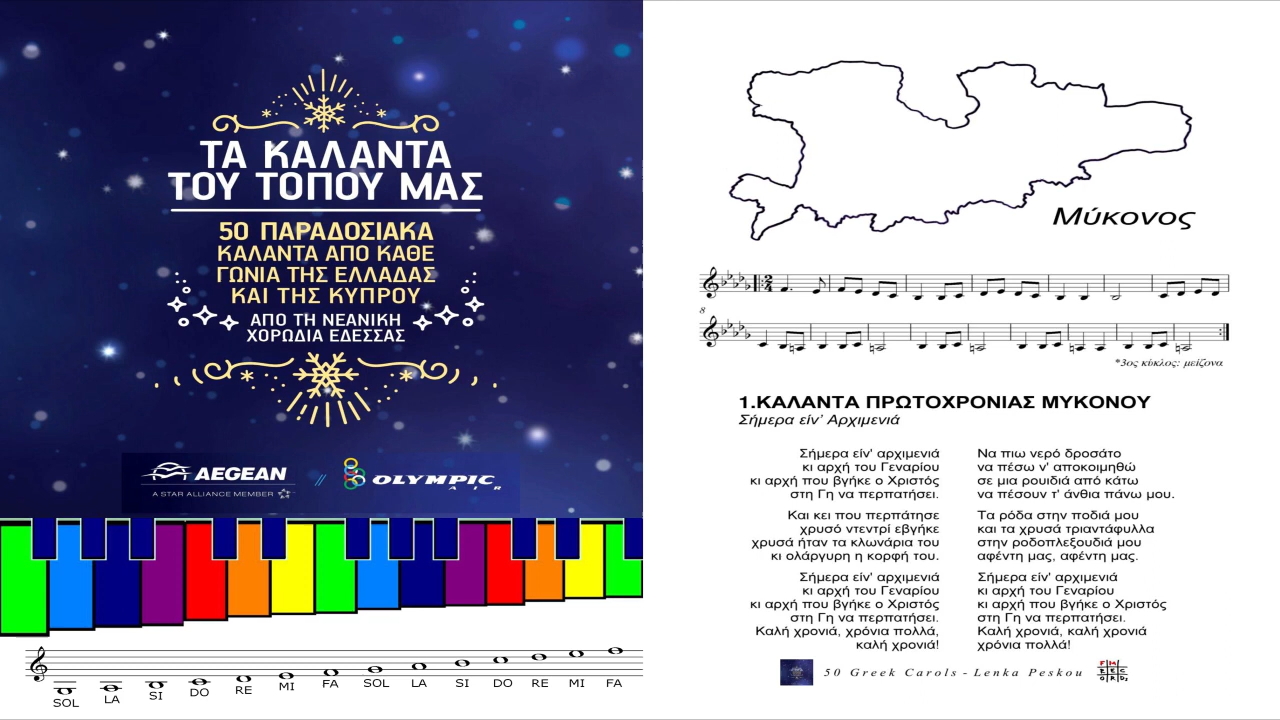 ΤΑ ΚΑΛΑΝΤΑ
ΤΟΥ ΤΟΠΟΥ ΜΑΣ
50 ΠΑΡΑΔΟΣΙΑΚΑ
ΚΑΛΑΝΤΑ ΑΠΟ ΚΑΘΕ
ΓΩΝΙΑ ΤΗΣ ΕΛΛΑΔΑΣ
ΚΑΙ ΤΗΣ ΚΥΠΡΟΥ
ΑΠΟ ΤΗ ΝΕΑΝΙΚΗ
ΧΟΡΩΔΙΑ ΕΔΕΣΣΑΣ
AEGEAN
A STAR ALLIANCE MEMBER
OLYMPIC
AIR
SOL LA SI DO RE MI FA SOL LA SI DO RE MI FA
Μύκονος
2
4
8
*3ος κύκλος: μείζονα
1.ΚΑΛΑΝΤΑ ΠΡΩΤΟΧΡΟΝΙΑΣ ΜΥΚΟΝΟΥ
Σήμερα είν' Αρχιμενιά
Σήμερα είν' αρχιμενιά
κι αρχή του Γεναρίου
κι αρχή που βγήκε ο Χριστός
στη Γη να περπατήσει.
Και κει που περπάτησε
χρυσό ντεντρί εβγήκε
χρυσά ήταν τα κλωνάρια του
κι ολάργυρη η κορφή του.
Σήμερα είν' αρχιμενιά
κι αρχή του Γεναρίου
κι αρχή που βγήκε ο Χριστός
στη Γη να περπατήσει.
Καλή χρονιά, χρόνια πολλά,
καλή χρονιά!
Να πιω νερό δροσάτο
να πέσω ν' αποκοιμηθώ
σε μια ρουιδιά από κάτω
να πέσουν τ' άνθια πάνω μου.
Τα ρόδα στην ποδιά μου
και τα χρυσά τριαντάφυλλα
στην ροδοπλεξουδιά μου
αφέντη μας, αφέντη μας.
Σήμερα είν' αρχιμενιά
κι αρχή του Γεναρίου
κι αρχή που βγήκε ο Χριστός
στη Γη να περπατήσει.
Καλή χρονιά, καλή χρονιά
χρόνια πολλά!
50 Greek Carols - Lenka Peskou
FM
REC
ORDS